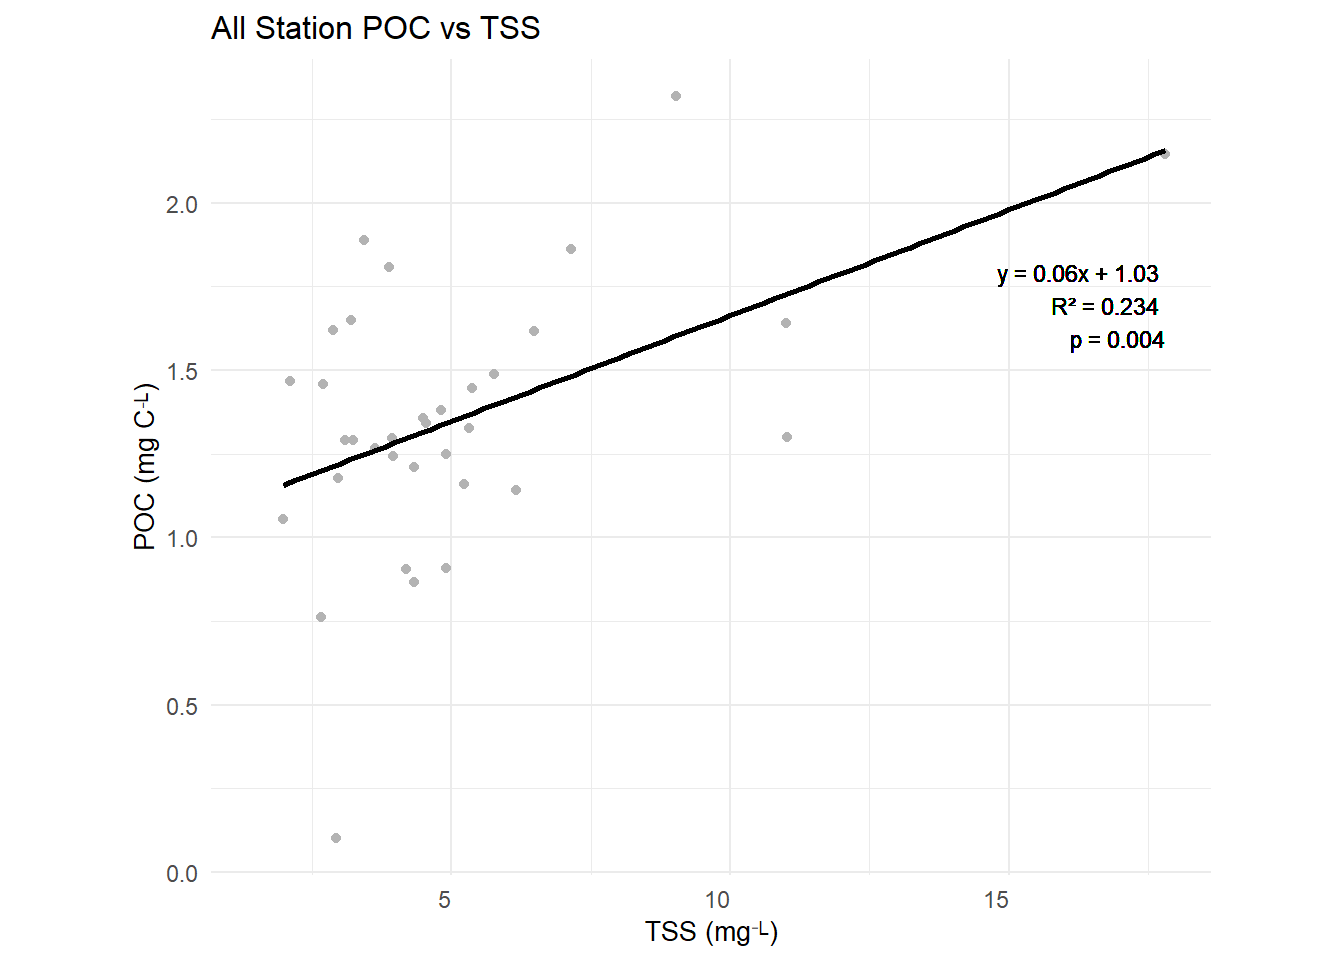 All Station POC vs TSS
POC (mg C⁻ᴸ)
2.0
1.5
1.0
0.5
0.0
y = 0.06x + 1.03
R² = 0.234
p = 0.004
5 10 15
TSS (mg⁻ᴸ)